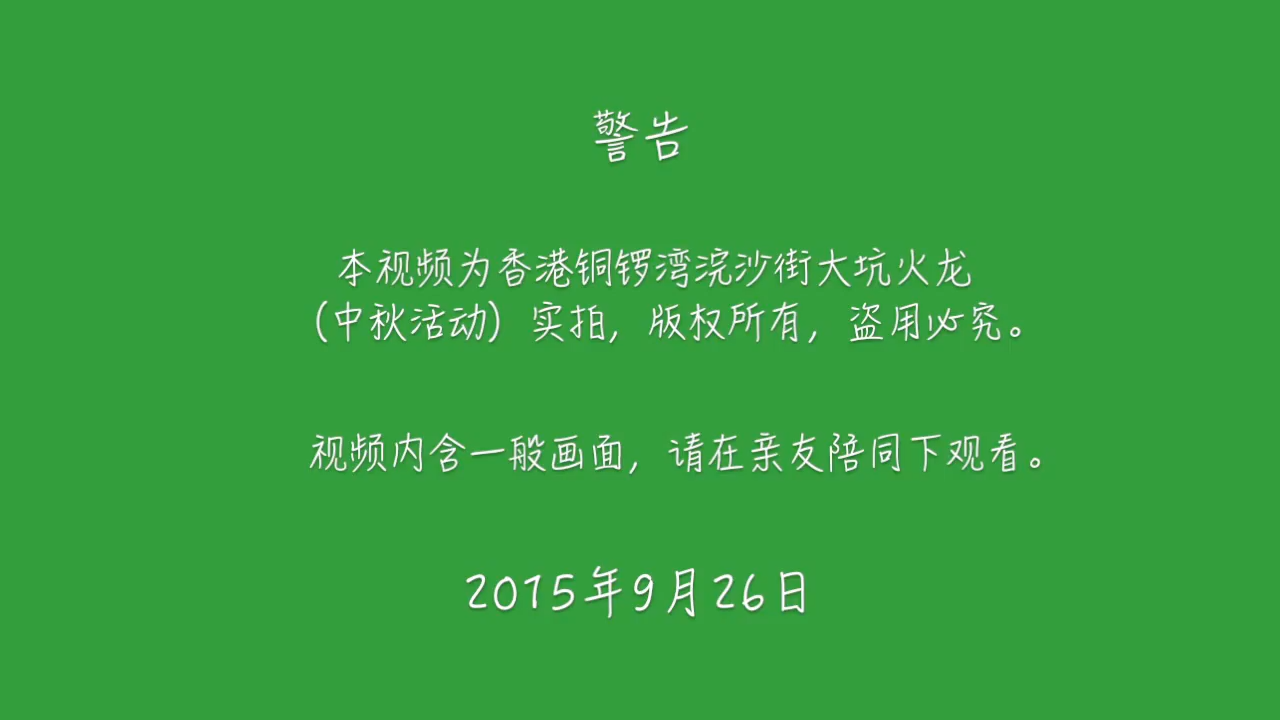 警告
本视频为香港铜锣湾浣沙街大坑火龙
（中秋活动）实拍，版权所有，盗用必究。
视频内含一般画面，请在亲友陪同下观看。
2015年9月26日